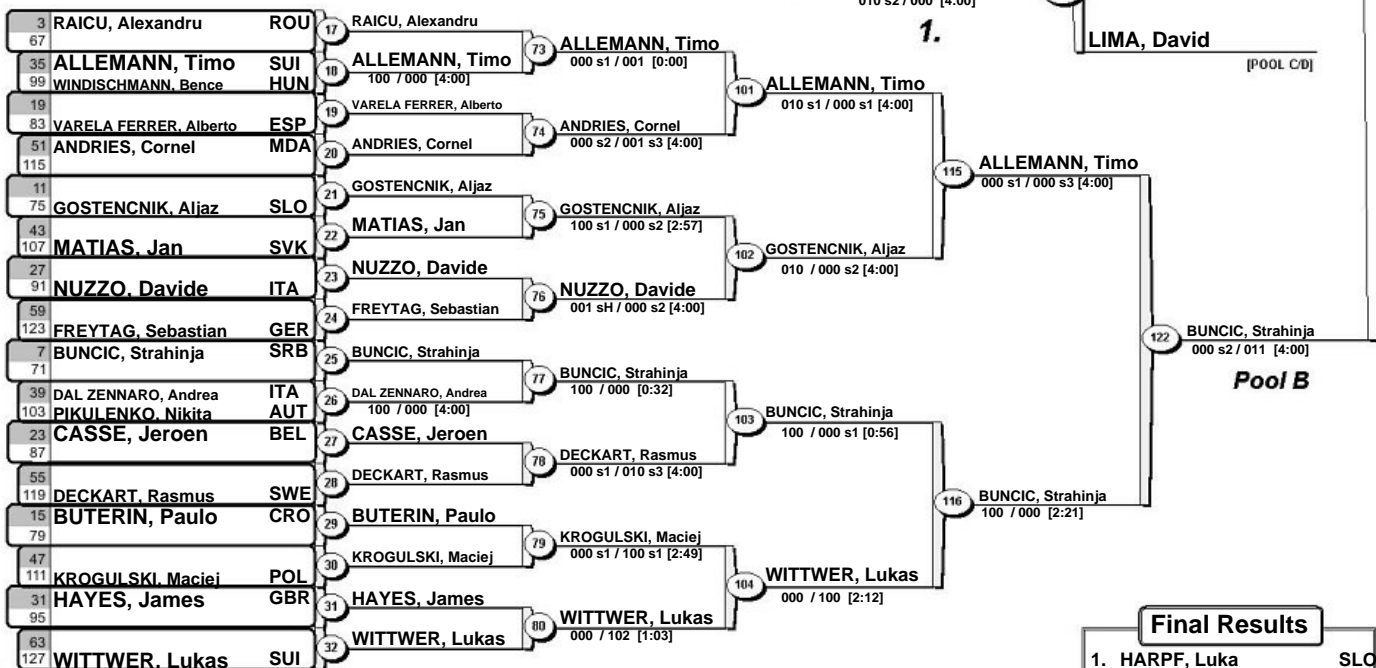 010 s2 / 000 [4:00]
1.
LIMA, David
[POOL C/D]
3 RAICU, Alexandru ROU
67
35 ALLEMANN, Timo SUI
99 WINDISCHMANN, Bence HUN
19
83 VARELA FERRER, Alberto ESP
51 ANDRIES, Cornel MDA
115
11
75 GOSTENCNIK, Aljaz SLO
43
107 MATIAS, Jan SVK
27
91 NUZZO, Davide ITA
59
123 FREYTAG, Sebastian GER
7 BUNCIC, Strahinja SRB
71
39 DAL ZENNARO, Andrea ITA
103 PIKULENKO, Nikita AUT
23 CASSE, Jeroen BEL
87
55
119 DECKART, Rasmus SWE
15 BUTERIN, Paulo CRO
79
47
111 KROGULSKI, Maciej POL
31 HAYES, James GBR
95
63
127 WITTWER, Lukas SUI
17 RAICU, Alexandru
18 ALLEMANN, Timo
100 / 000 [4:00]
19 VARELA FERRER, Alberto
20 ANDRIES, Cornel
21 GOSTENCNIK, Aljaz
22 MATIAS, Jan
23 NUZZO, Davide
24 FREYTAG, Sebastian
25 BUNCIC, Strahinja
26 DAL ZENNARO, Andrea
100 / 000 [4:00]
27 CASSE, Jeroen
28 DECKART, Rasmus
29 BUTERIN, Paulo
30 KROGULSKI, Maciej
31 HAYES, James
32 WITTWER, Lukas
73 ALLEMANN, Timo
000 s1 / 001 [0:00]
74 ANDRIES, Cornel
000 s2 / 001 s3 [4:00]
75 GOSTENCNIK, Aljaz
100 s1 / 000 s2 [2:57]
76 NUZZO, Davide
001 sH / 000 s2 [4:00]
77 BUNCIC, Strahinja
100 / 000 [0:32]
78 DECKART, Rasmus
000 s1 / 010 s3 [4:00]
79 KROGULSKI, Maciej
000 s1 / 100 s1 [2:49]
80 WITTWER, Lukas
000 / 102 [1:03]
101 ALLEMANN, Timo
010 s1 / 000 s1 [4:00]
102 GOSTENCNIK, Aljaz
010 / 000 s2 [4:00]
103 BUNCIC, Strahinja
100 / 000 s1 [0:56]
104 WITTWER, Lukas
000 / 100 [2:12]
115 ALLEMANN, Timo
000 s1 / 000 s3 [4:00]
116 BUNCIC, Strahinja
100 / 000 [2:21]
122 BUNCIC, Strahinja
000 s2 / 011 [4:00]
Pool B
Final Results
1. HARPF, Luka SLO